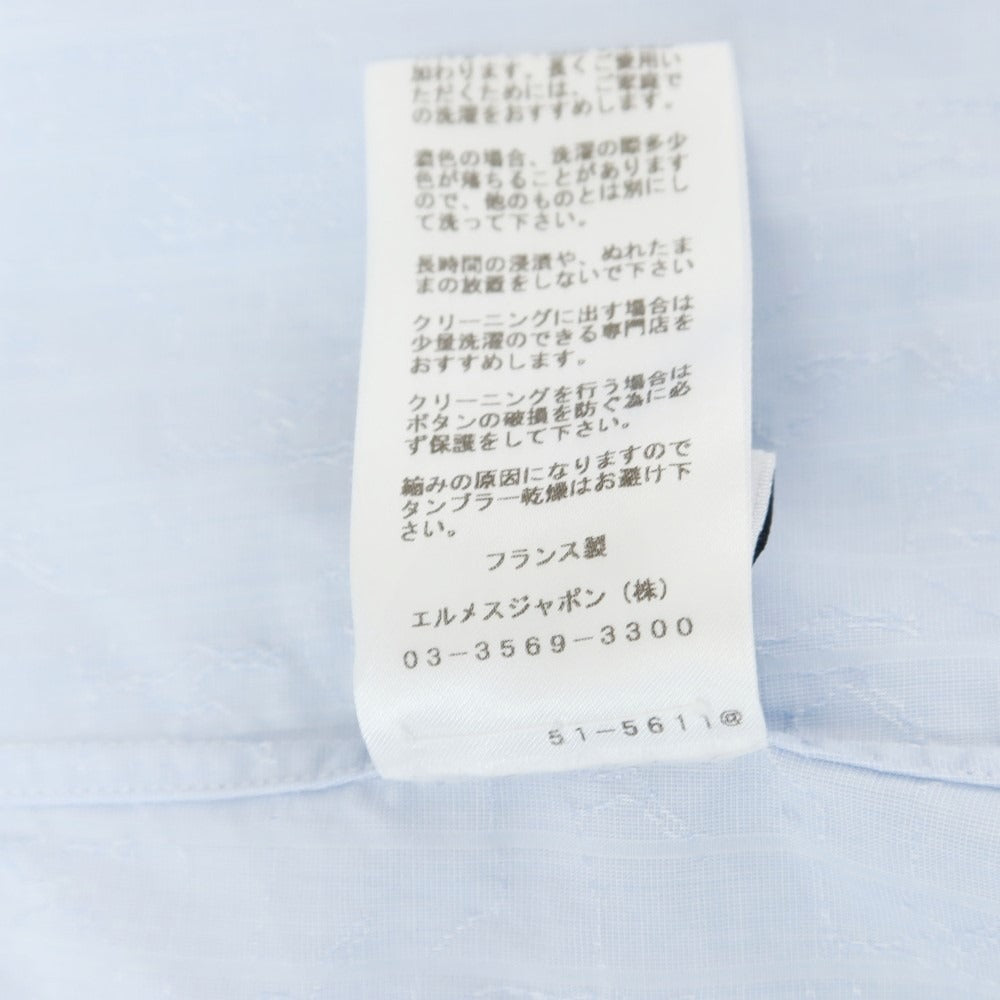 加わります。長くご愛用い
ただくためには、ご家庭で
の洗濯をおすすめします。
濃色の場合、洗濯の際多少
色が落ちることがあります
ので、他のものとは別にし
て洗って下さい。
長時間の浸漬や、ぬれたま
まの放置をしないで下さい
クリーニングに出す場合は
少量洗濯のできる専門店を
おすすめします。
クリーニングを行う場合は
ボタンの破損を防ぐ為に必
ず保護をして下さい。
縮みの原因になりますので
タンブラー乾燥はお避け下
さい。
フランス製
エルメスジャポン（株）
03-3569-3300
51-5611@